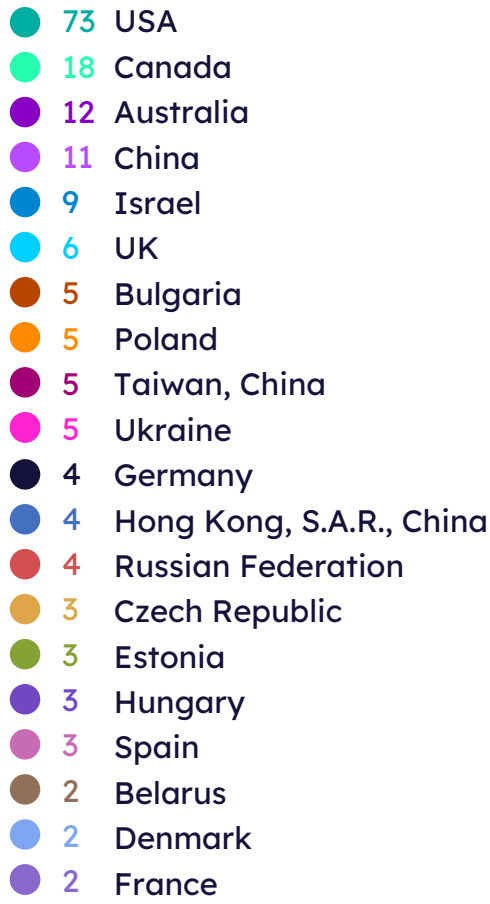 73 USA
18 Canada
12 Australia
11 China
9 Israel
6 UK
5 Bulgaria
5 Poland
5 Taiwan, China
5 Ukraine
4 Germany
4 Hong Kong, S.A.R., China
4 Russian Federation
3 Czech Republic
3 Estonia
3 Hungary
3 Spain
2 Belarus
2 Denmark
2 France